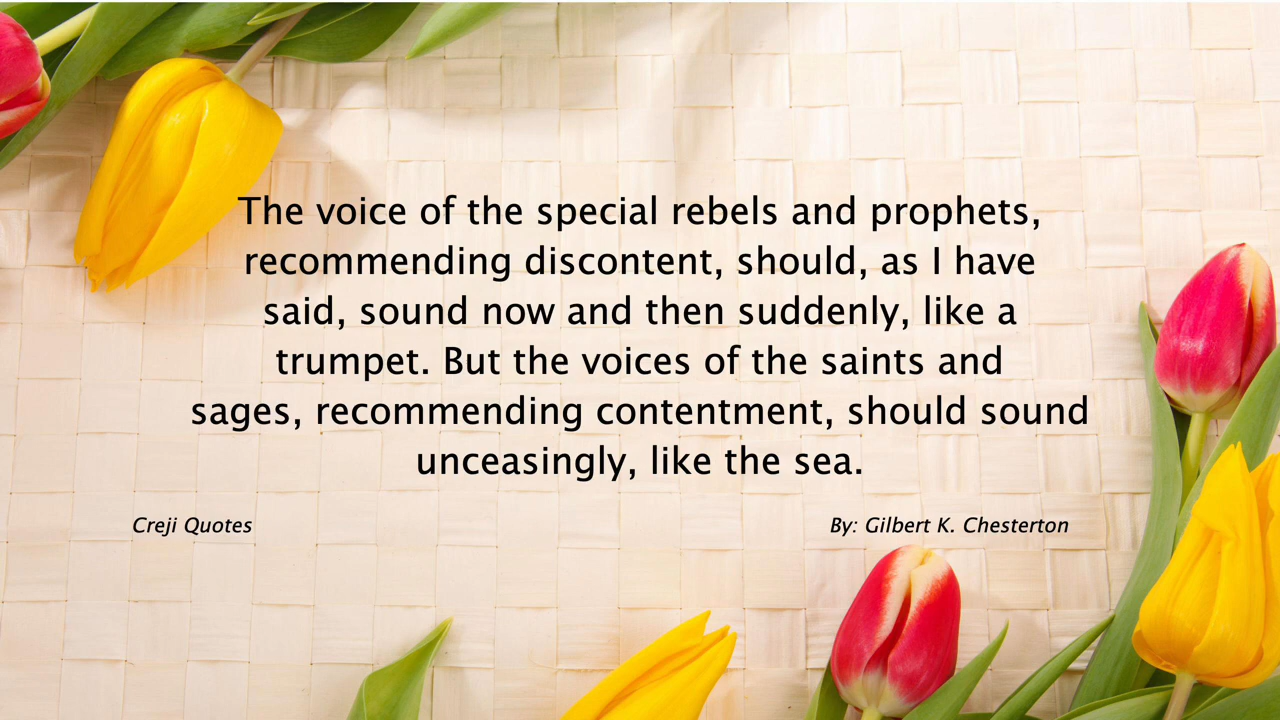 The voice of the special rebels and prophets,
recommending discontent, should, as I have
said, sound now and then suddenly, like a
trumpet. But the voices of the saints and
sages, recommending contentment, should sound
unceasingly, like the sea.
Creji Quotes
By: Gilbert K. Chesterton